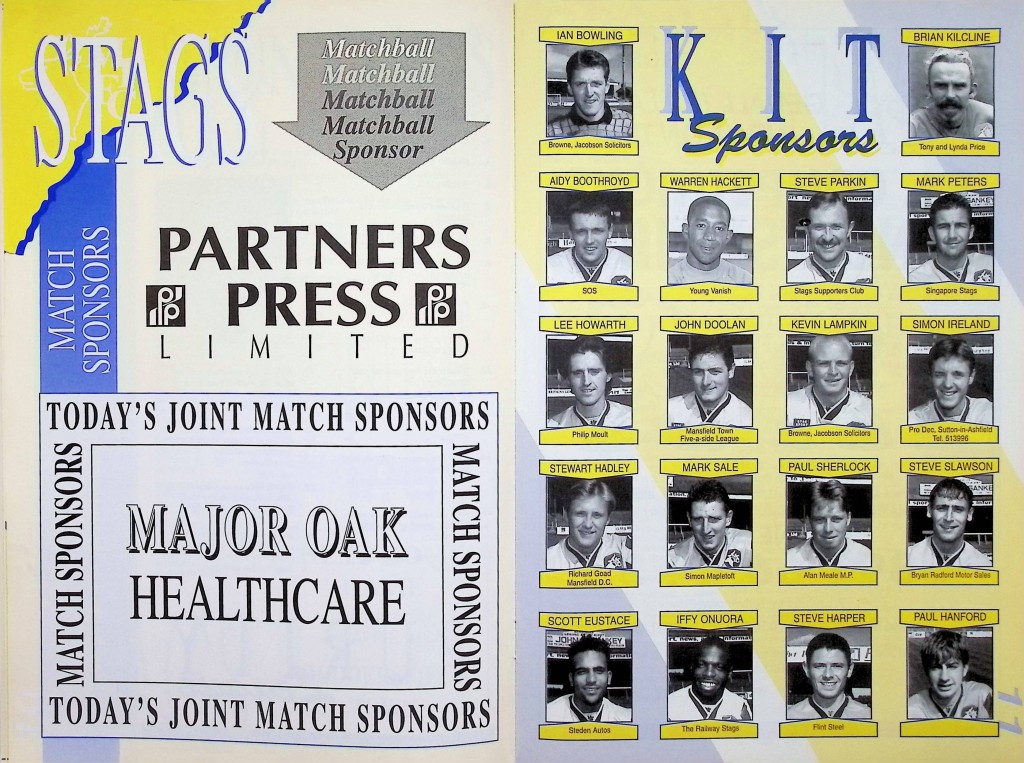 STAGS
Matchball
Matchball
Matchball
Matchball
Sponsor
MATCH
SPONSORS
PARTNERS
PRESS
LIMITED
TODAY'S JOINT MATCH SPONSORS
MATCH SPONSORS
MAJOR OAK
HEALTHCARE
MATCH SPONSORS
TODAY'S JOINT MATCH SPONSORS
KIT
Sponsors
IAN BOWLING
Browne, Jacobson Solicitors
BRIAN KILCLINE
Tony and Lynda Price
AIDY BOOTHROYD
SOS
WARREN HACKETT
Young Vanish
STEVE PARKIN
Stags Supporters Club
MARK PETERS
Singapore Stags
LEE HOWARTH
Philip Moult
JOHN DOOLAN
Mansfield Town
Five-a-side League
KEVIN LAMPKIN
Browne, Jacobson Solicitors
SIMON IRELAND
Pro Dec, Sutton-in-Ashfield
Tel. 513996
STEWART HADLEY
Richard Goad
Mansfield D.C.
MARK SALE
Simon Mapletoft
PAUL SHERLOCK
Alan Meale M.P.
STEVE SLAWSON
Bryan Radford Motor Sales
SCOTT EUSTACE
Steden Autos
IFFY ONUORA
The Railway Stags
STEVE HARPER
Flint Steel
PAUL HANFORD
11